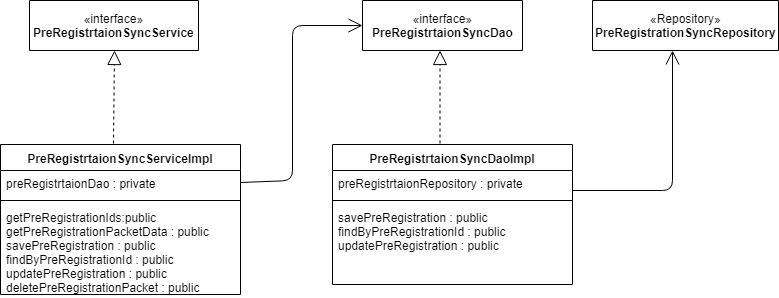 «interface»
PreRegistrtaionSyncService
«interface»
PreRegistrtaionSyncDao
«Repository»
PreRegistrationSyncRepository
PreRegistrtaionSyncServiceImpl
preRegistrtaionDao : private
getPreRegistrationIds:public
getPreRegistrationPacketData : public
savePreRegistration : public
findByPreRegistrationId : public
updatePreRegistration : public
deletePreRegistrationPacket : public
PreRegistrtaionSyncDaoImpl
preRegistrtaionRepository : private
savePreRegistration : public
findByPreRegistrationId : public
updatePreRegistration : public